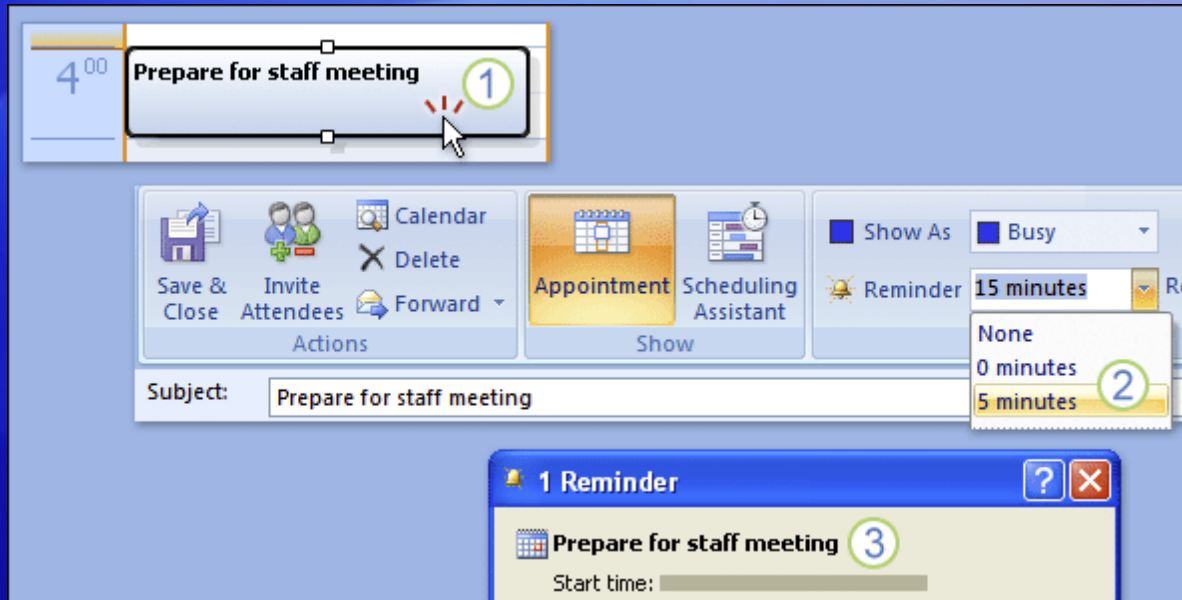 4 00
Prepare for staff meeting
1
Save & Close
Invite Attendees
Calendar
Delete
Forward
Actions
Appointment
Scheduling Assistant
Show
Show As
Busy
Reminder
15 minutes
None
0 minutes
5 minutes
2
Subject:
Prepare for staff meeting
1 Reminder
?
Prepare for staff meeting
3
Start time: